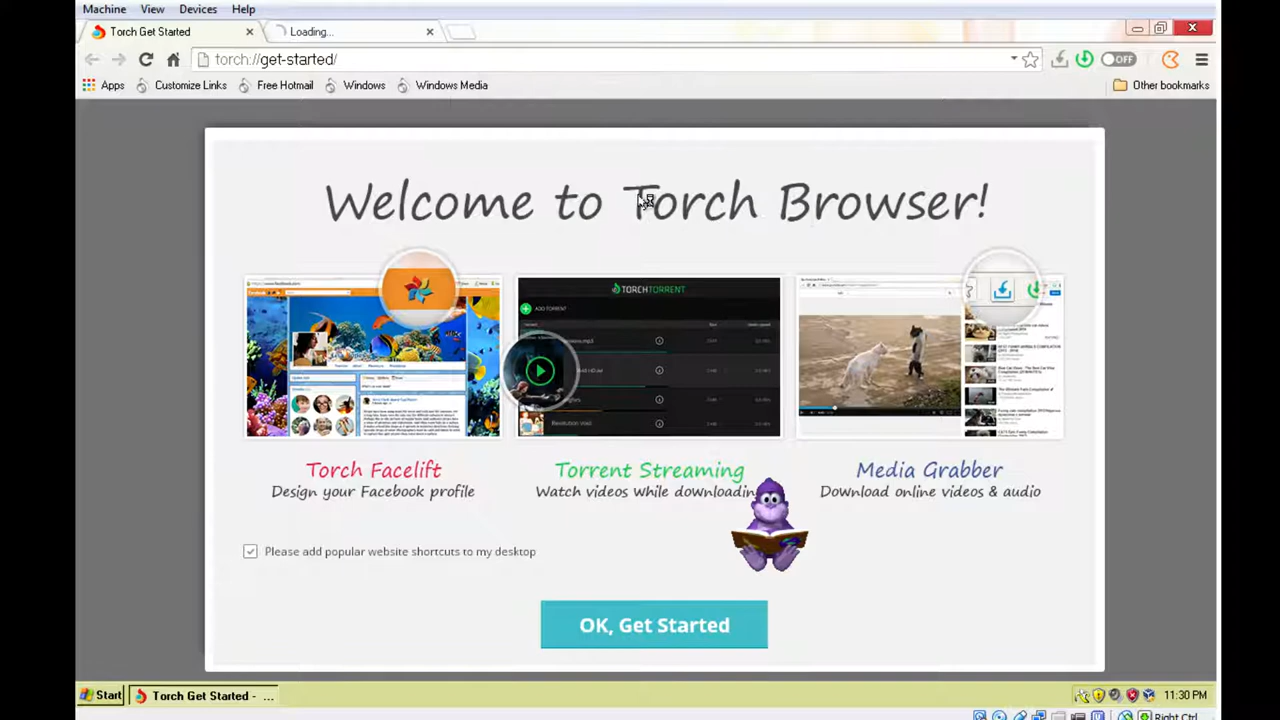 Machine View Devices Help
Torch Get Started Loading...
torch://get-started/ OFF
Apps Customize Links Free Hotmail Windows Windows Media Other bookmarks
Welcome to Torch Browser!
TORCHTORRENT
ADD TORRENT
Torch Facelift Torrent Streaming Media Grabber
Design your Facebook profile Watch videos while downloadin Download online videos & audio
Please add popular website shortcuts to my desktop
OK, Get Started
Start Torch Get Started - ... 11:30 PM
Right Ctrl